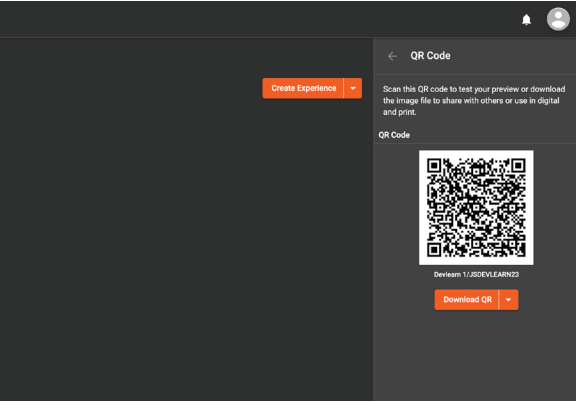 QR Code
Create Experience
Scan this QR code to test your preview or download
the image file to share with others or use in digital
and print.
QR Code
Devlearn 1/JSDEVLEARN23
Download QR